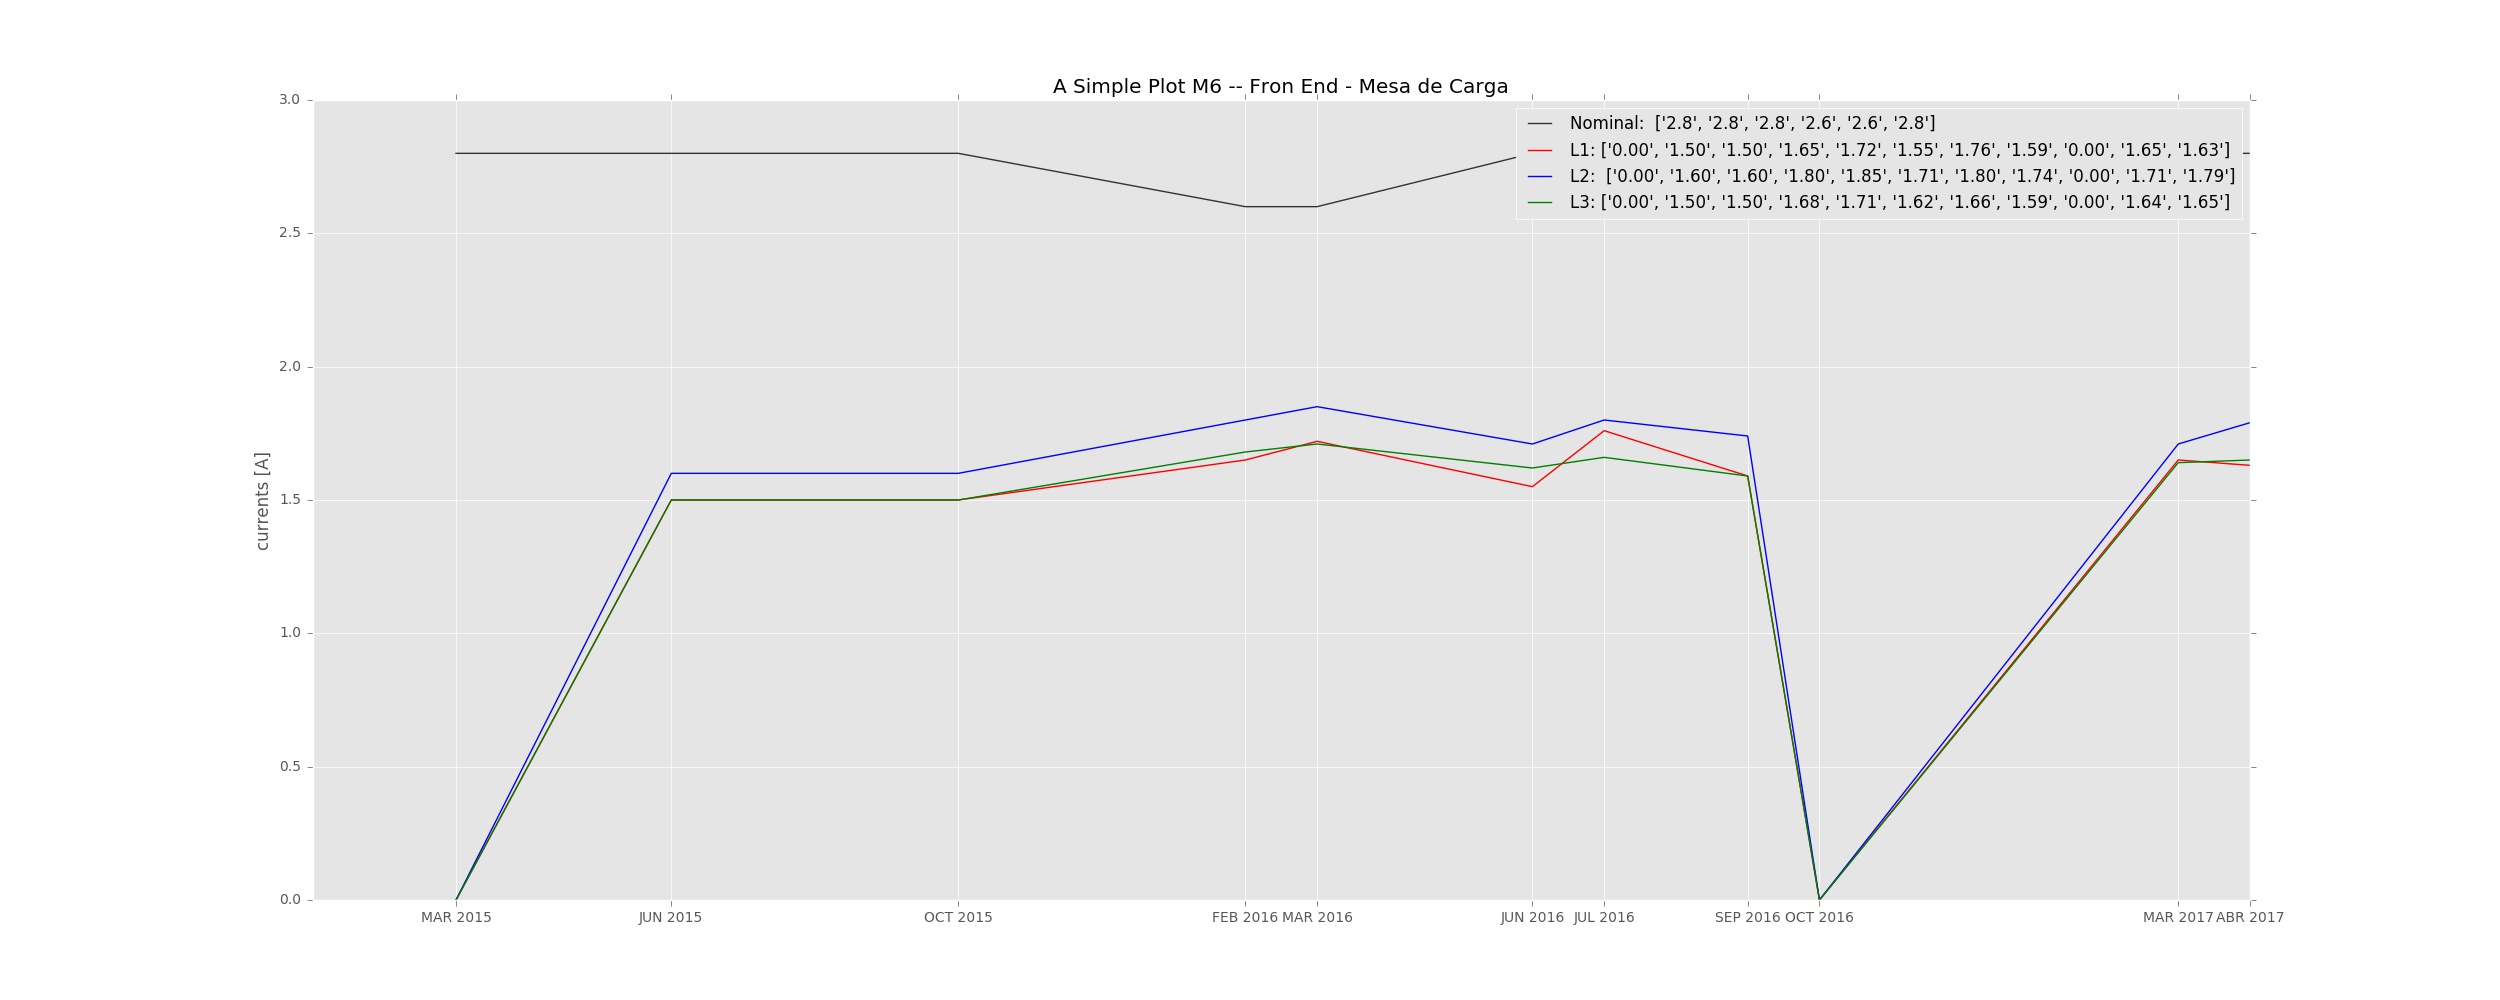 A Simple Plot M6 -- Fron End - Mesa de Carga
3.0
2.5
2.0
1.5
1.0
0.5
0.0
currents [A]
Nominal:  ['2.8', '2.8', '2.8', '2.6', '2.6', '2.8']
L1: ['0.00', '1.50', '1.50', '1.65', '1.72', '1.55', '1.76', '1.59', '0.00', '1.65', '1.63']
L2:  ['0.00', '1.60', '1.60', '1.80', '1.85', '1.71', '1.80', '1.74', '0.00', '1.71', '1.79']
L3: ['0.00', '1.50', '1.50', '1.68', '1.71', '1.62', '1.66', '1.59', '0.00', '1.64', '1.65']
MAR 2015 JUN 2015 OCT 2015 FEB 2016 MAR 2016 JUN 2016 JUL 2016 SEP 2016 OCT 2016 MAR 2017 ABR 2017